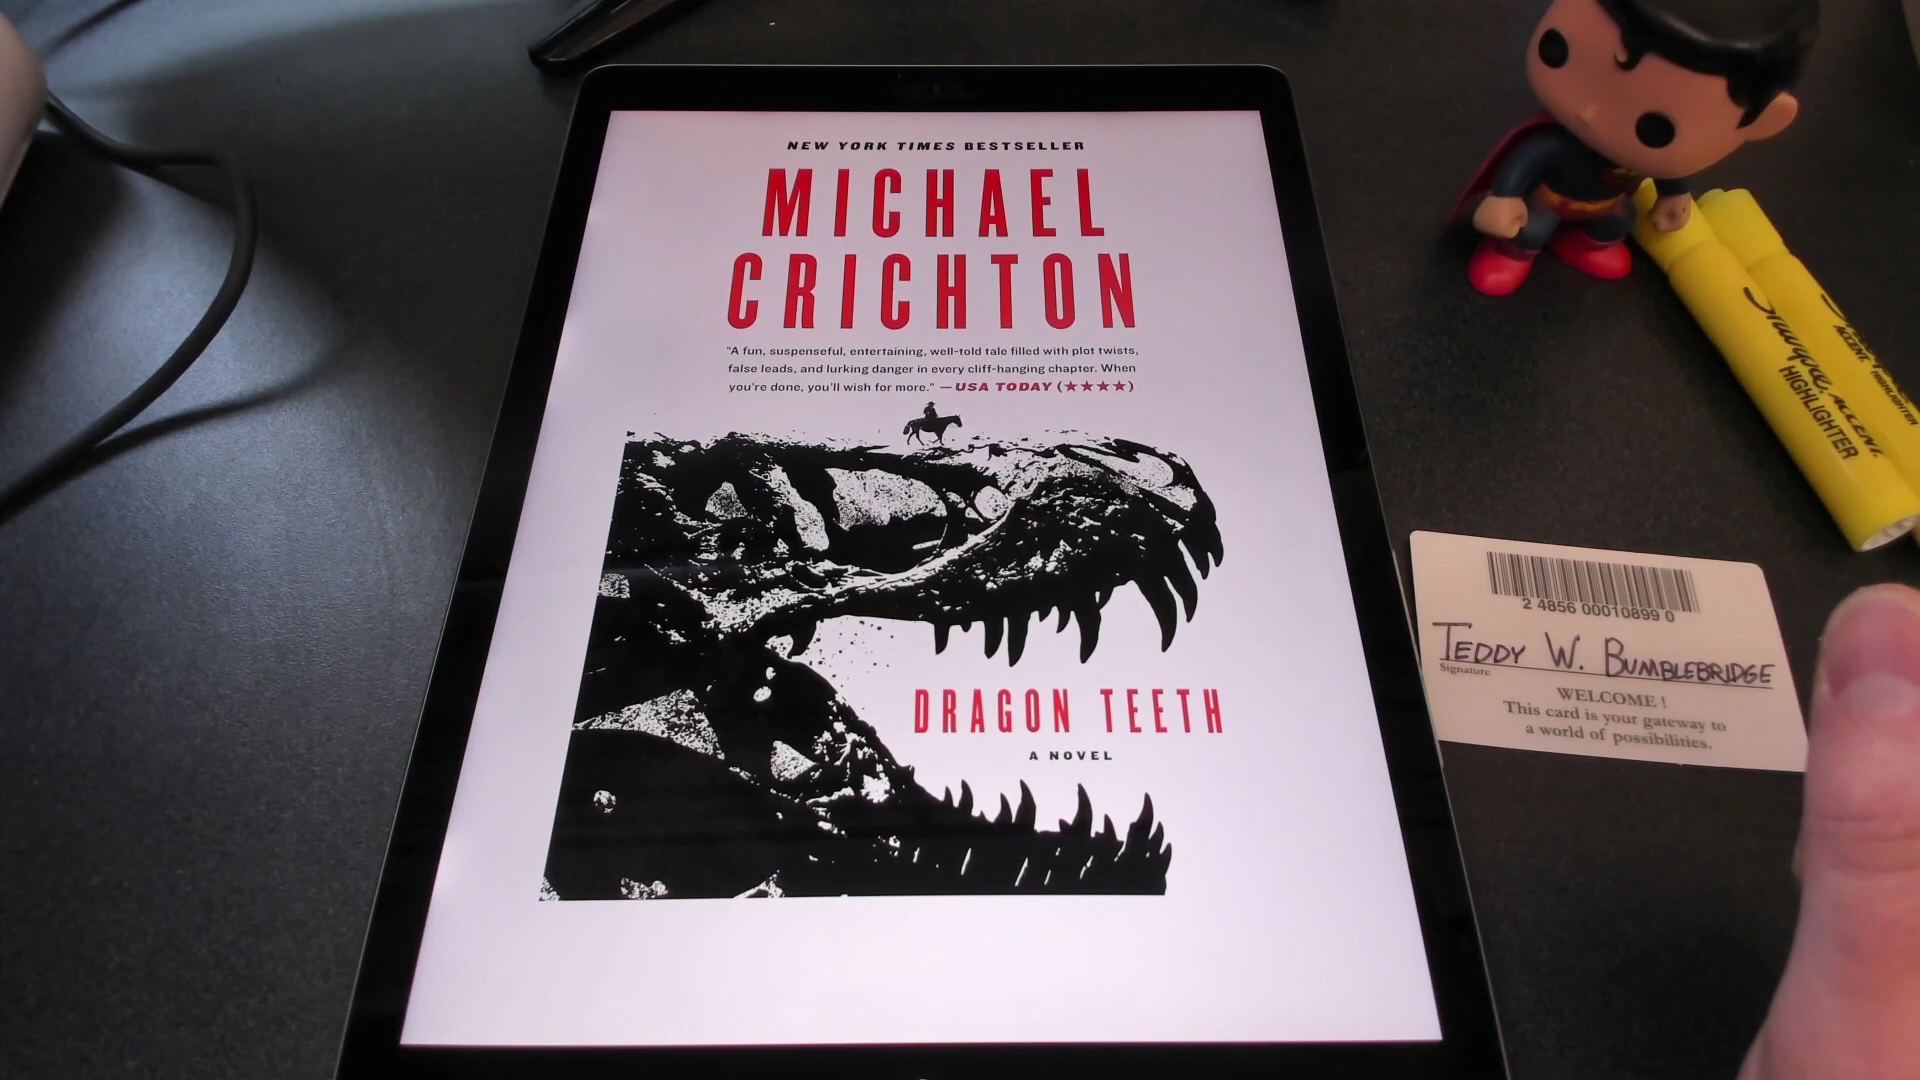 NEW YORK TIMES BESTSELLER
MICHAEL
CRICHTON
"A fun, suspenseful, entertaining, well-told tale filled with plot twists,
false leads, and lurking danger in every cliff-hanging chapter. When
you're done, you'll wish for more." — USA TODAY (★★★★)
DRAGON TEETH
A NOVEL
ACCENT.
HIGHLIGHTER
HIGHLIGHTER
2 4856 00010899 0
TEDDY W. BUMBLEBRIDGE
Signature
WELCOME !
This card is your gateway to
a world of possibilities.